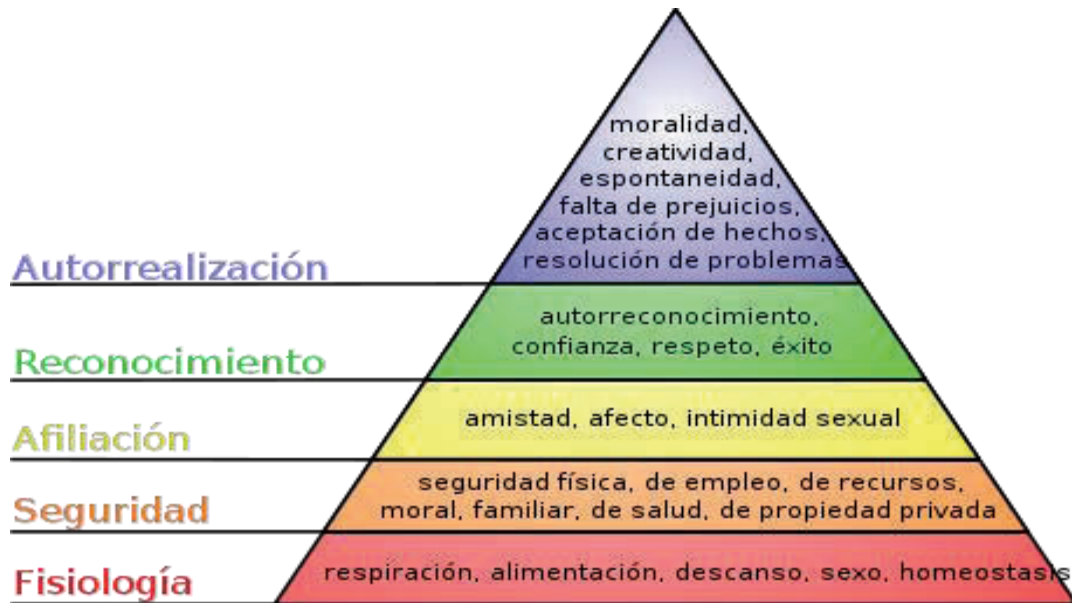 moralidad,
creatividad,
espontaneidad,
falta de prejuicios,
aceptación de hechos,
resolución de problemas
Autorrealización
autorreconocimiento,
confianza, respeto, éxito
Reconocimiento
amistad, afecto, intimidad sexual
Afiliación
seguridad física, de empleo, de recursos,
moral, familiar, de salud, de propiedad privada
Seguridad
respiración, alimentación, descanso, sexo, homeostasis
Fisiología